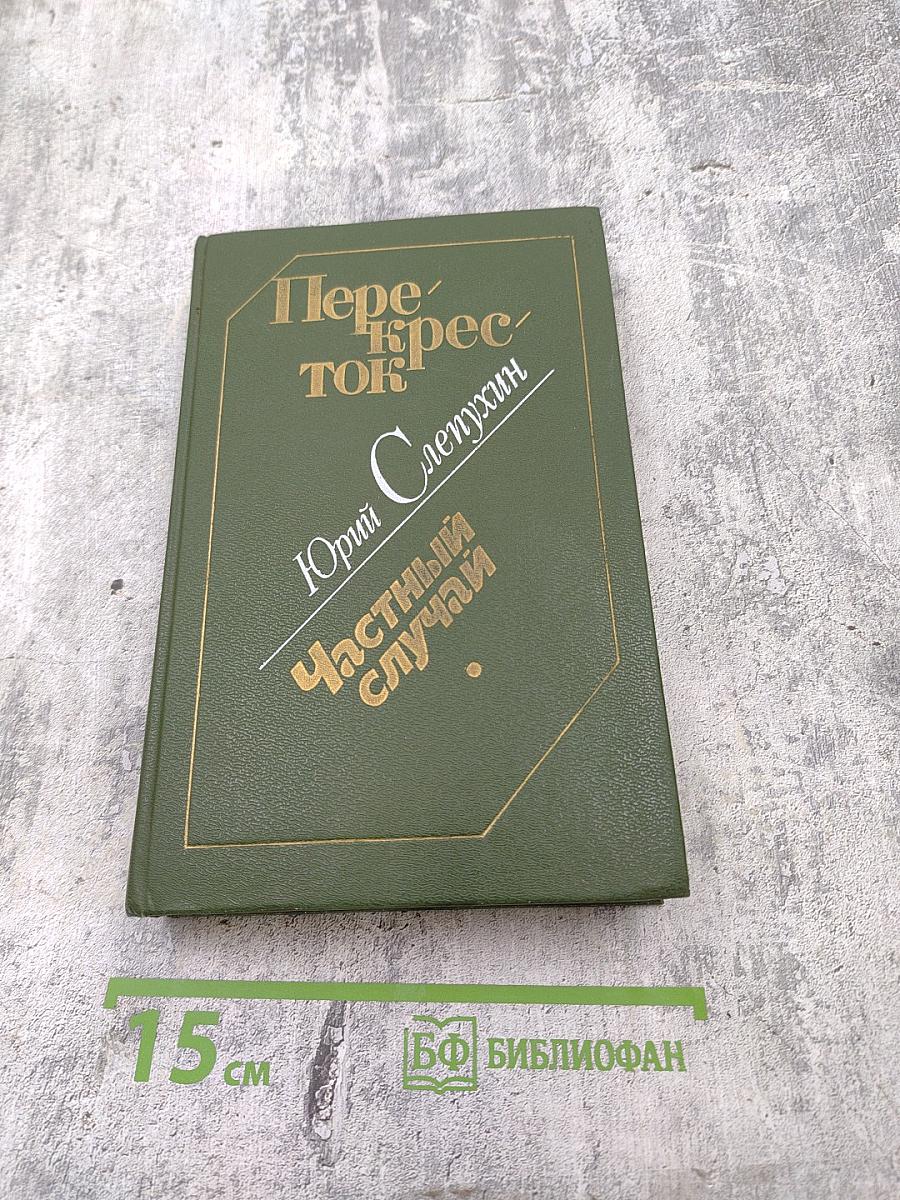 Пере-
крес-
ток
Юрий Слепухин
Частный
случай
15 см
БФ БИБЛИОФАН